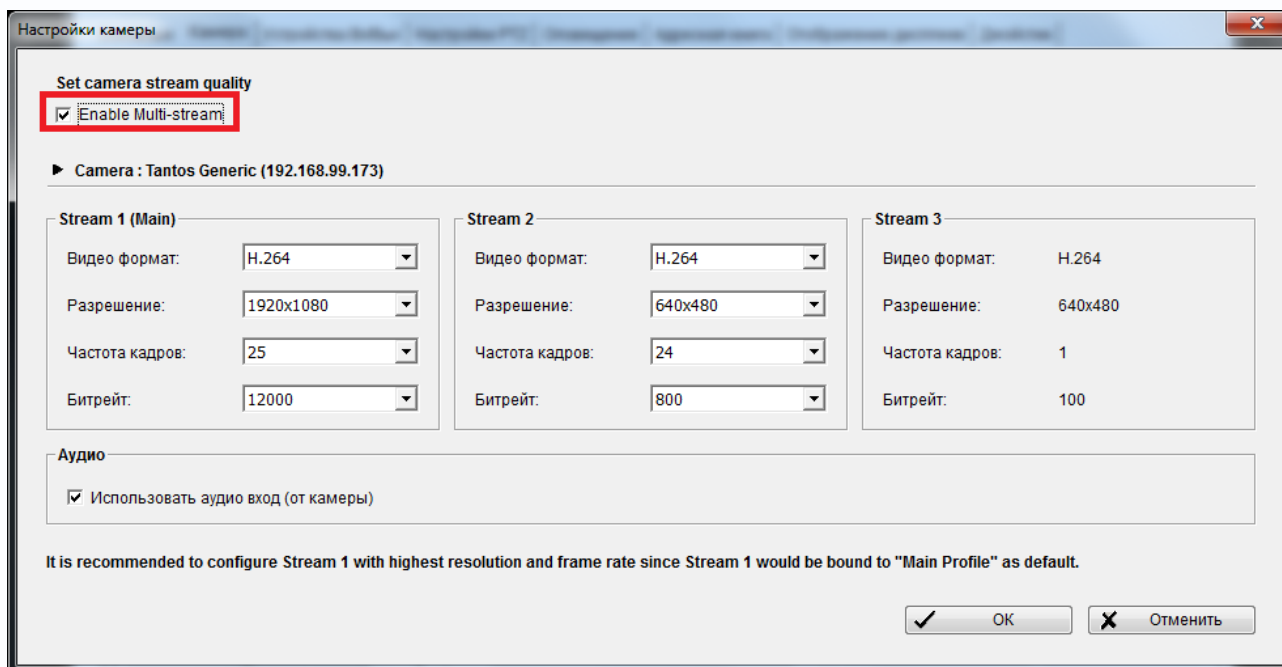 Настройки камеры
Set camera stream quality
Enable Multi-stream
Camera : Tantos Generic (192.168.99.173)
Stream 1 (Main) Stream 2 Stream 3
Видео формат: H.264 Видео формат: H.264 Видео формат: H.264
Разрешение: 1920x1080 Разрешение: 640x480 Разрешение: 640x480
Частота кадров: 25 Частота кадров: 24 Частота кадров: 1
Битрейт: 12000 Битрейт: 800 Битрейт: 100
Аудио
Использовать аудио вход (от камеры)
It is recommended to configure Stream 1 with highest resolution and frame rate since Stream 1 would be bound to "Main Profile" as default.
OK Отменить